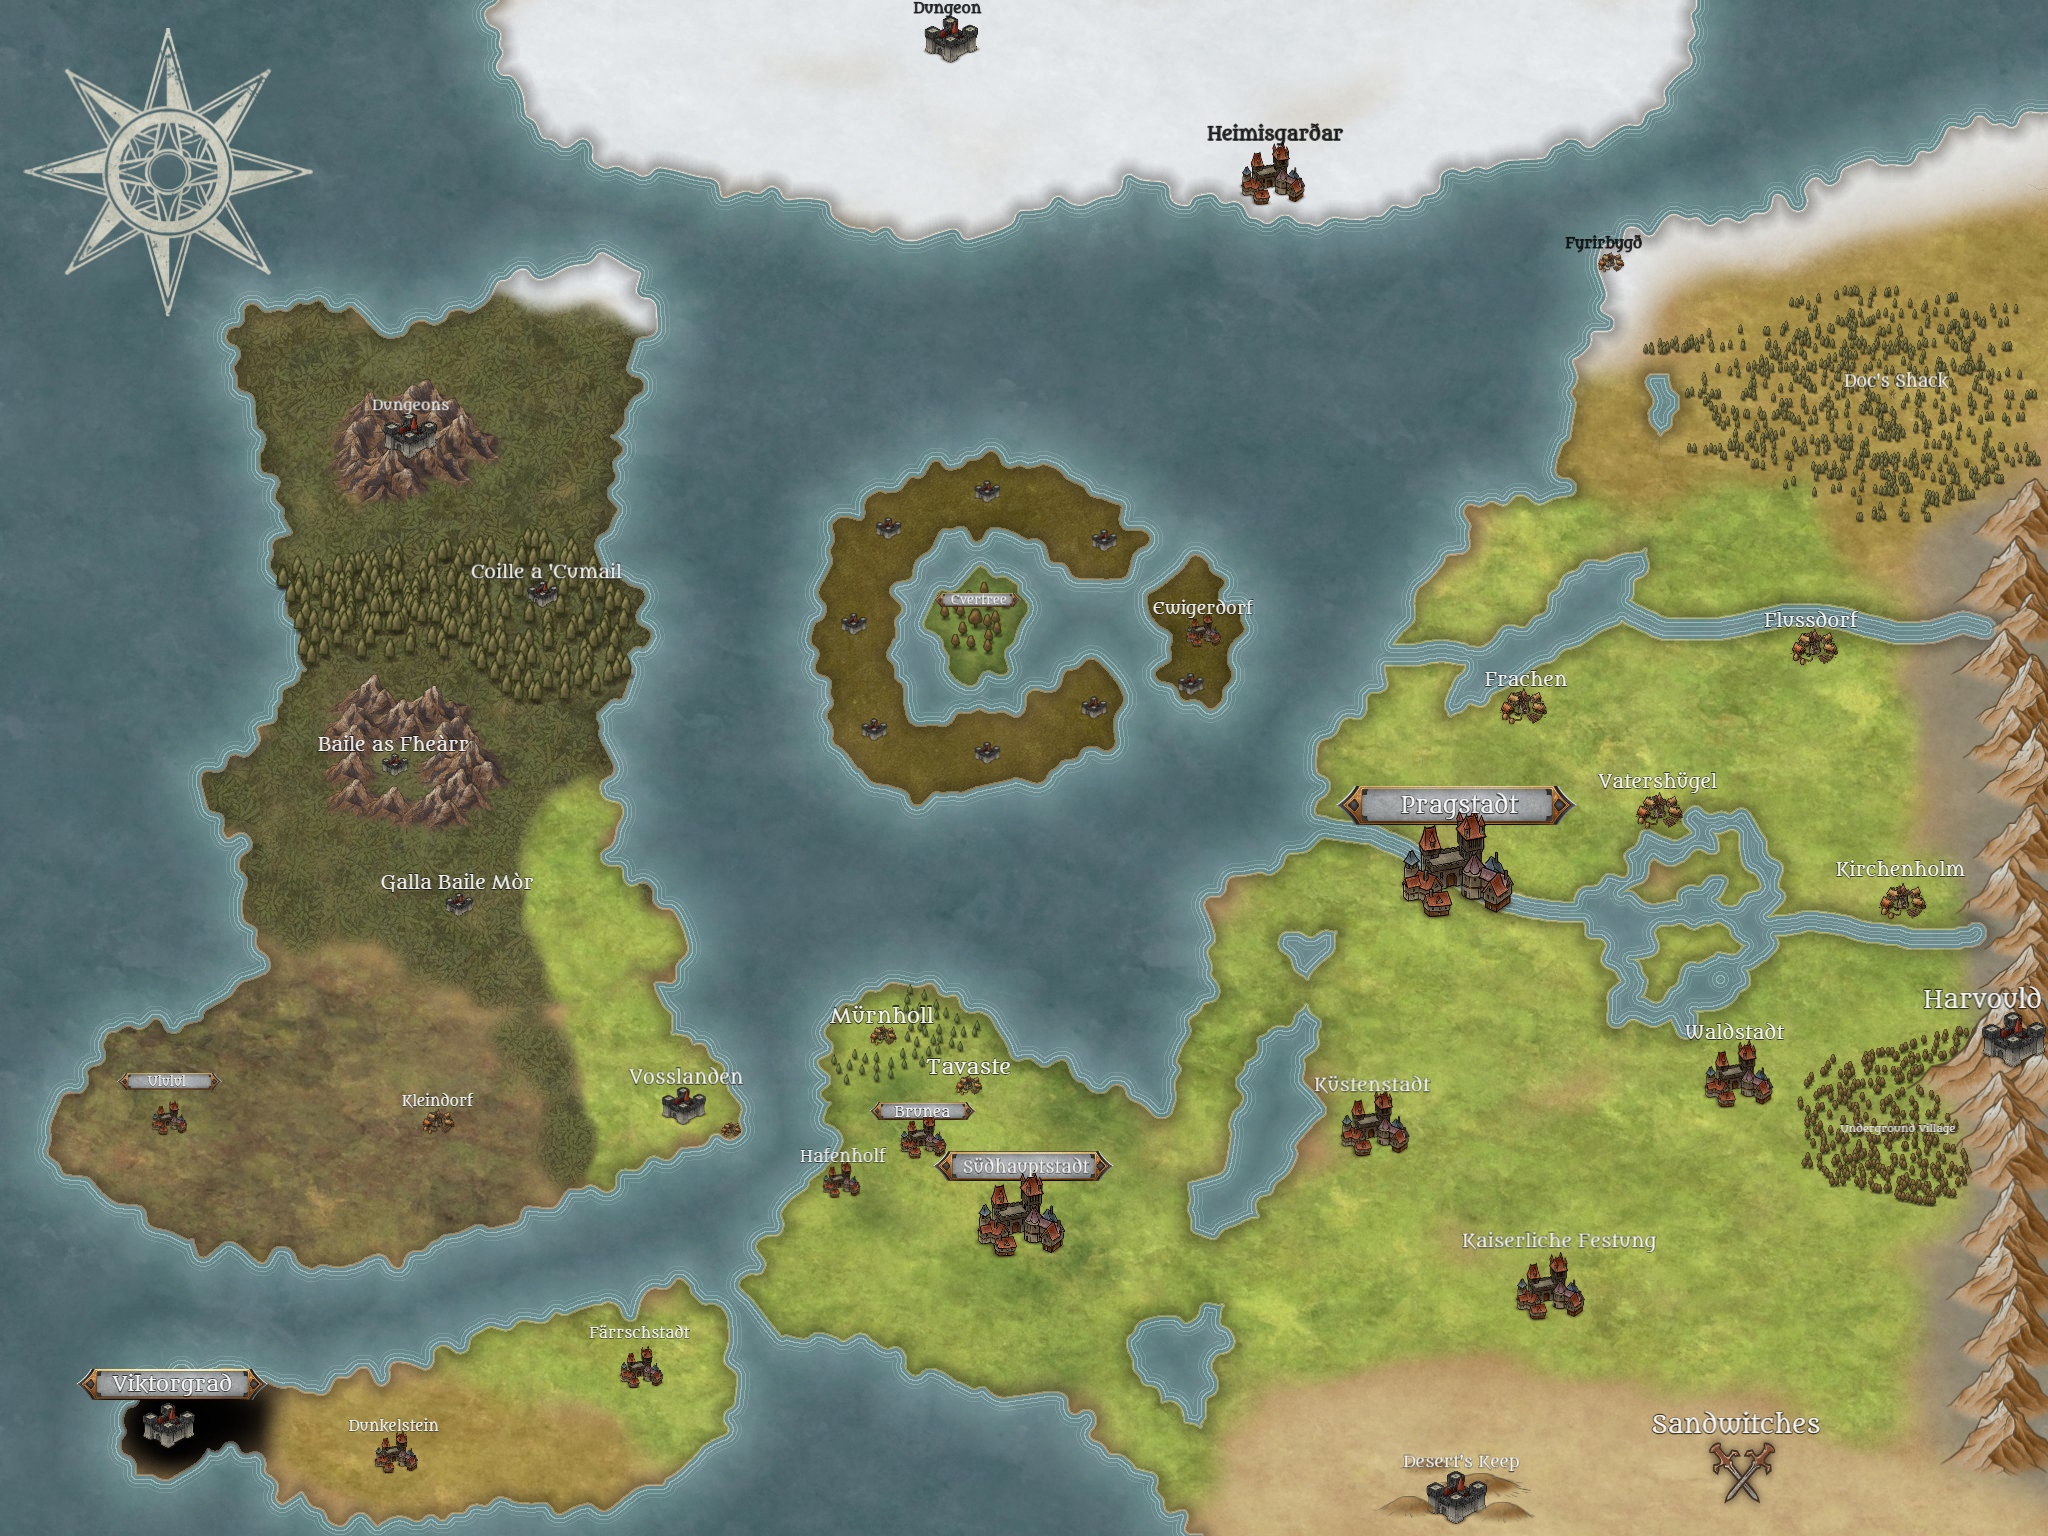 Dungeon
Heimisgarðar
Fyrirbygð
Doc's Shack
Dungeons
Coille a 'Cumail
Evertree
Ewigerdorf
Flussdorf
Frachen
Baile as Fheàrr
Vatershügel
Pragstadt
Kirchenholm
Galla Baile Mòr
Harvould
Mürnholl
Waldstadt
Tavaste
Vosslanden
Ululul
Küstenstadt
Kleindorf
Brunea
Underground Village
Hafenholf
Südhauptstadt
Kaiserliche Festung
Färrschstadt
Viktorgrad
Dunkelstein
Sandwitches
Desert's Keep